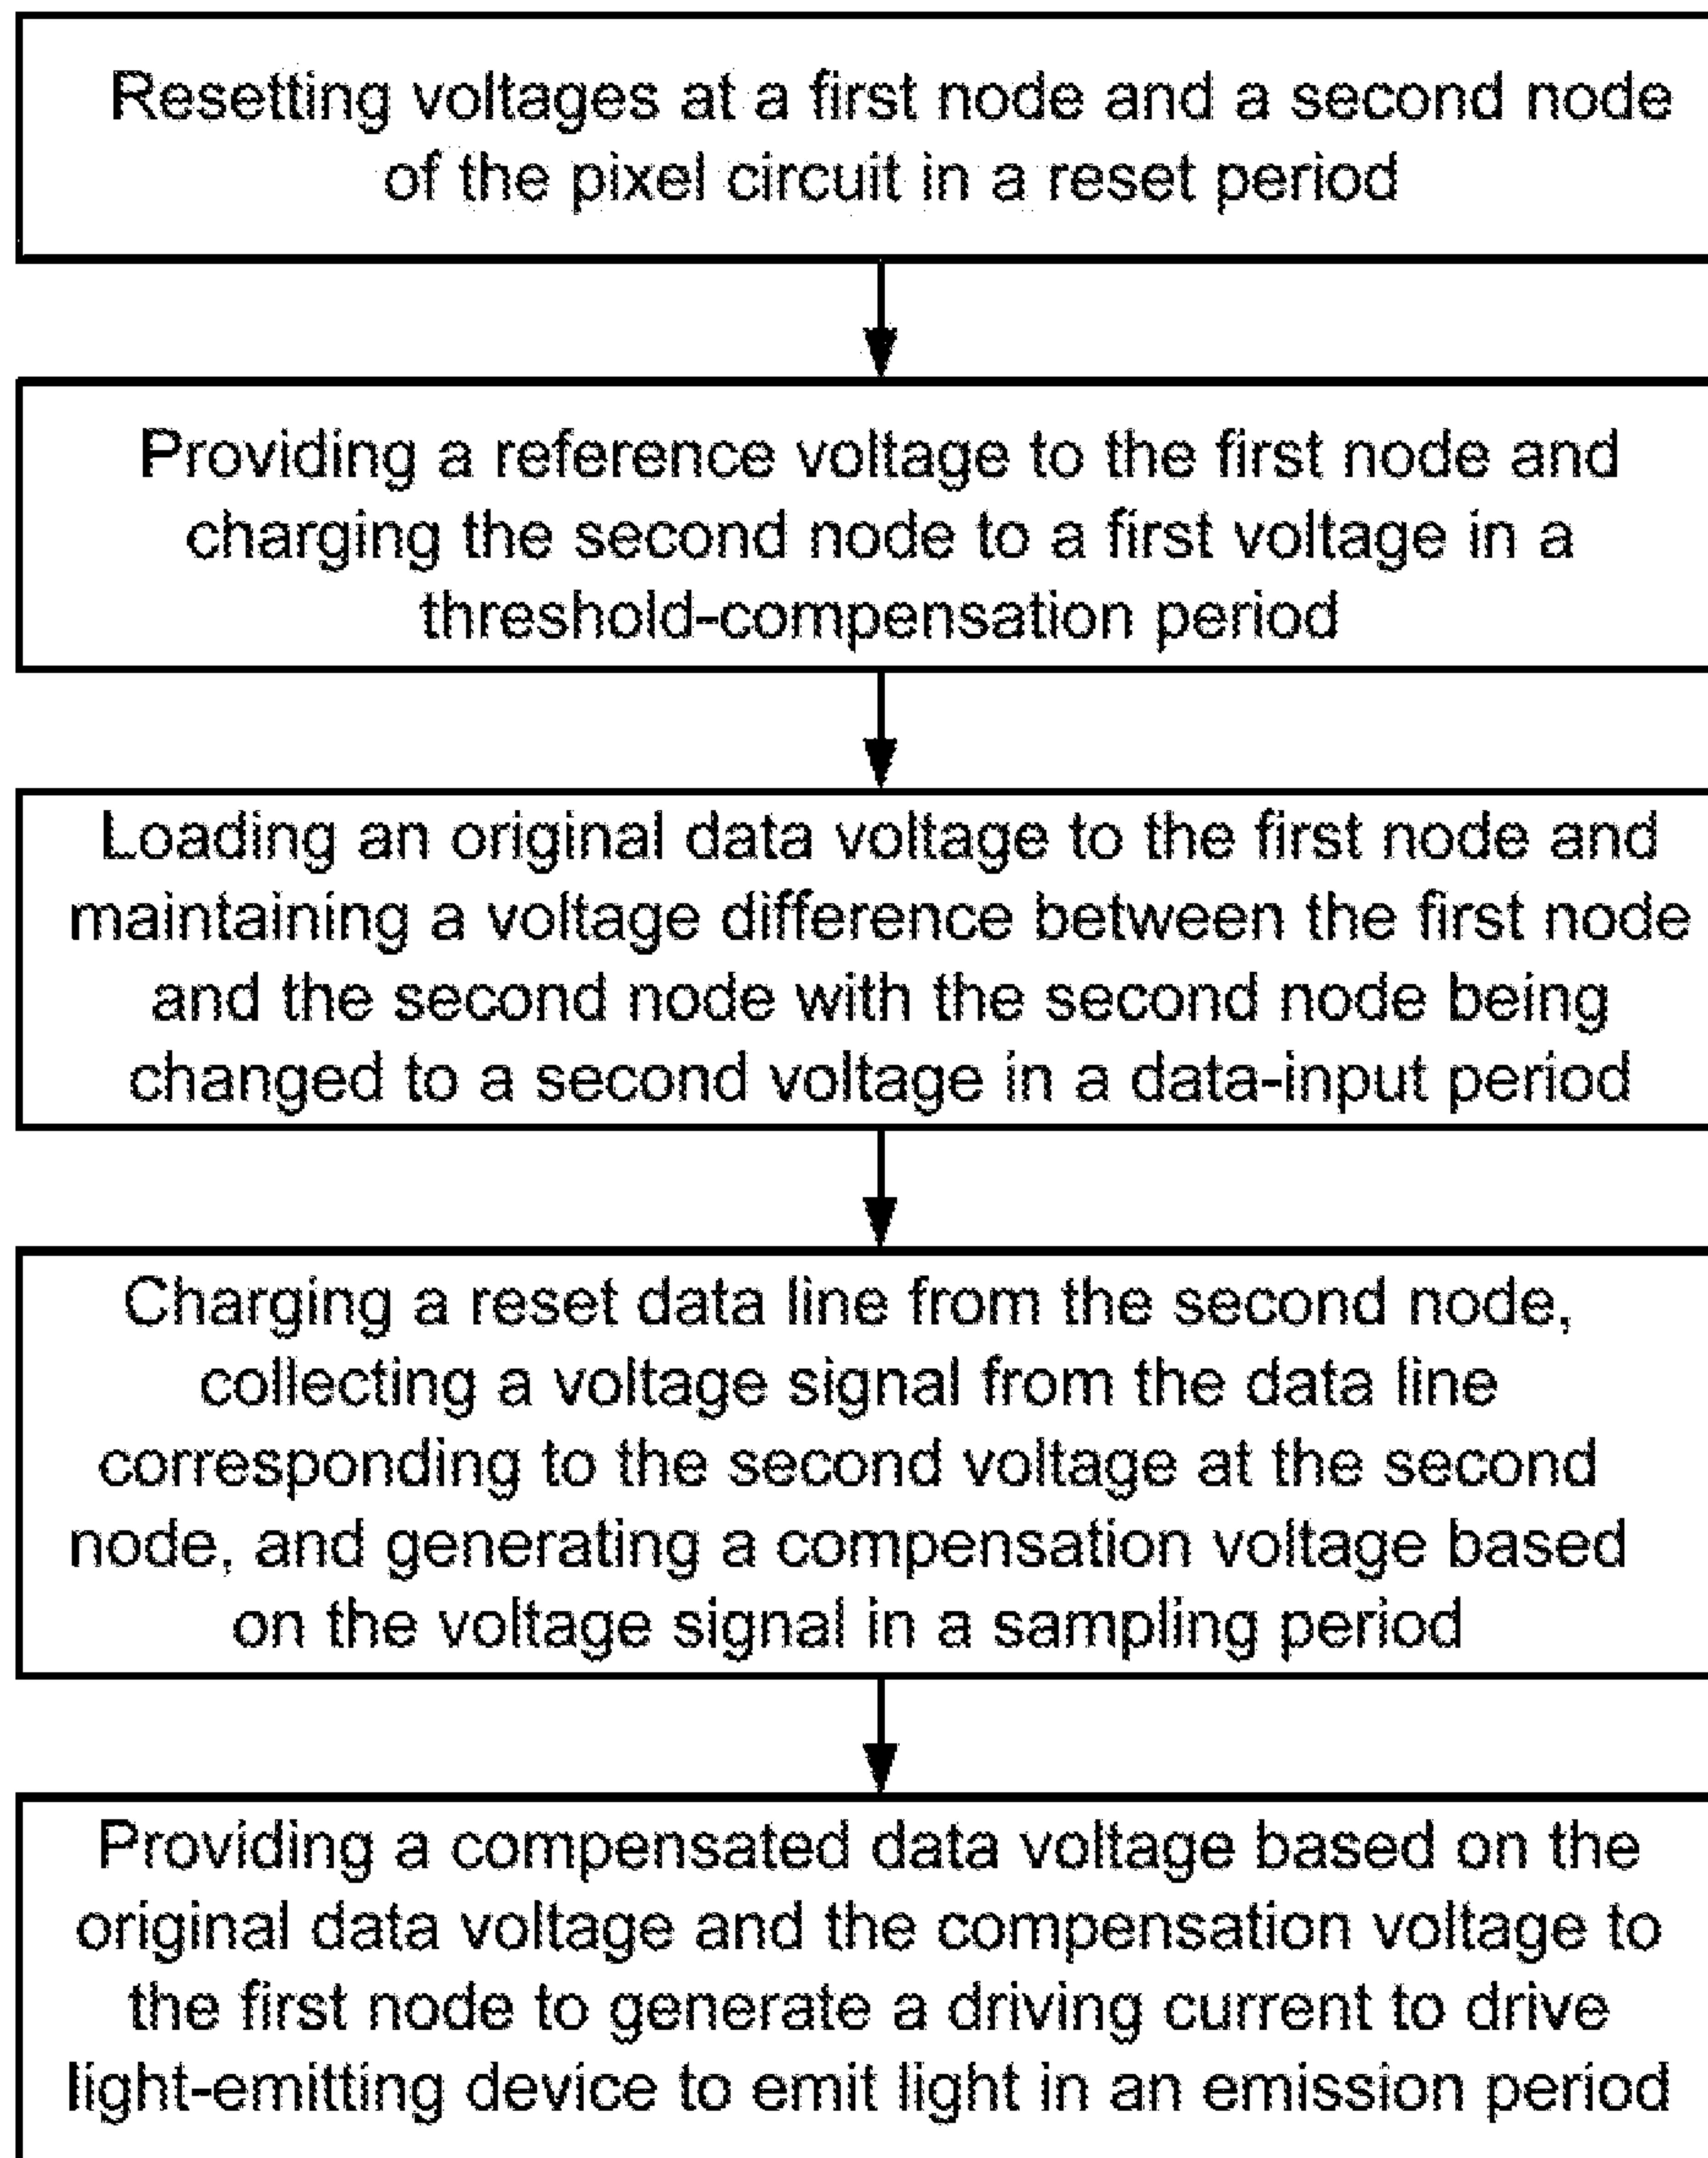 Resetting voltages at a first node and a second node
of the pixel circuit in a reset period
Providing a reference voltage to the first node and
charging the second node to a first voltage in a
threshold-compensation period
Loading an original data voltage to the first node and
maintaining a voltage difference between the first node
and the second node with the second node being
changed to a second voltage in a data-input period
Charging a reset data line from the second node,
collecting a voltage signal from the data line
corresponding to the second voltage at the second
node, and generating a compensation voltage based
on the voltage signal in a sampling period
Providing a compensated data voltage based on the
original data voltage and the compensation voltage to
the first node to generate a driving current to drive
light-emitting device to emit light in an emission period